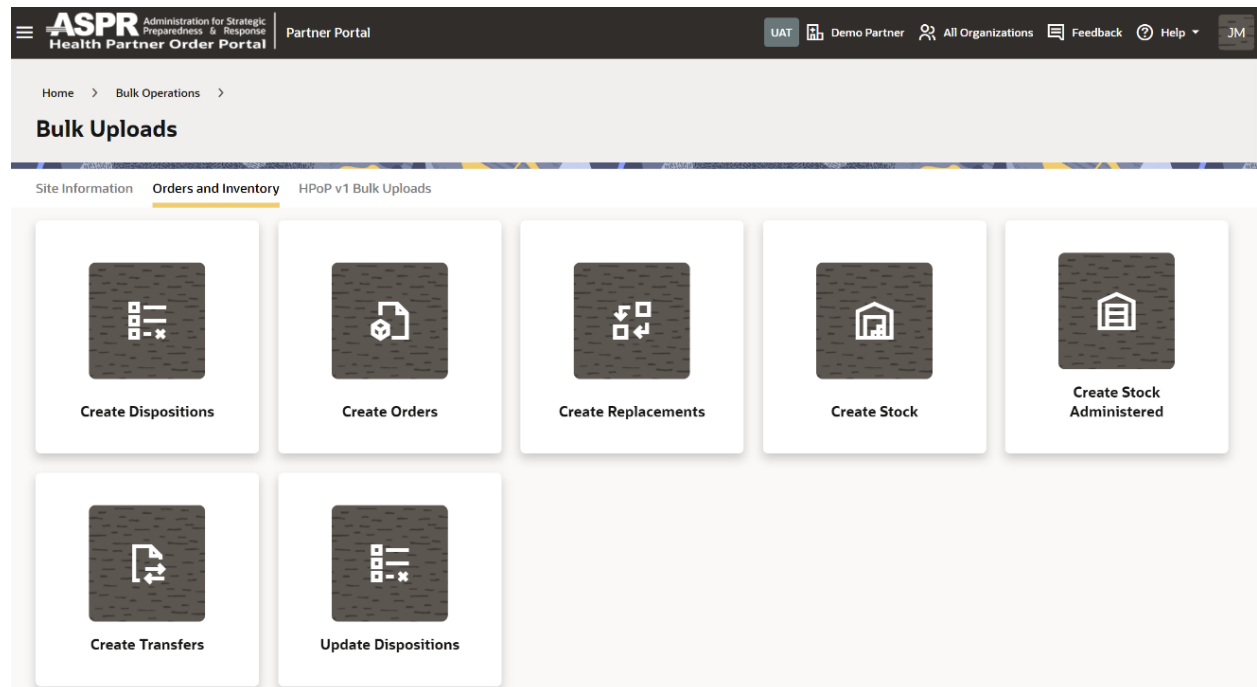 ASPR Administration for Strategic
Preparedness & Response
Health Partner Order Portal
Partner Portal
UAT
Demo Partner
All Organizations
Feedback
Help
JM
Home > Bulk Operations >
Bulk Uploads
Site Information
Orders and Inventory
HPoP v1 Bulk Uploads
Create Dispositions
Create Orders
Create Replacements
Create Stock
Create Stock
Administered
Create Transfers
Update Dispositions